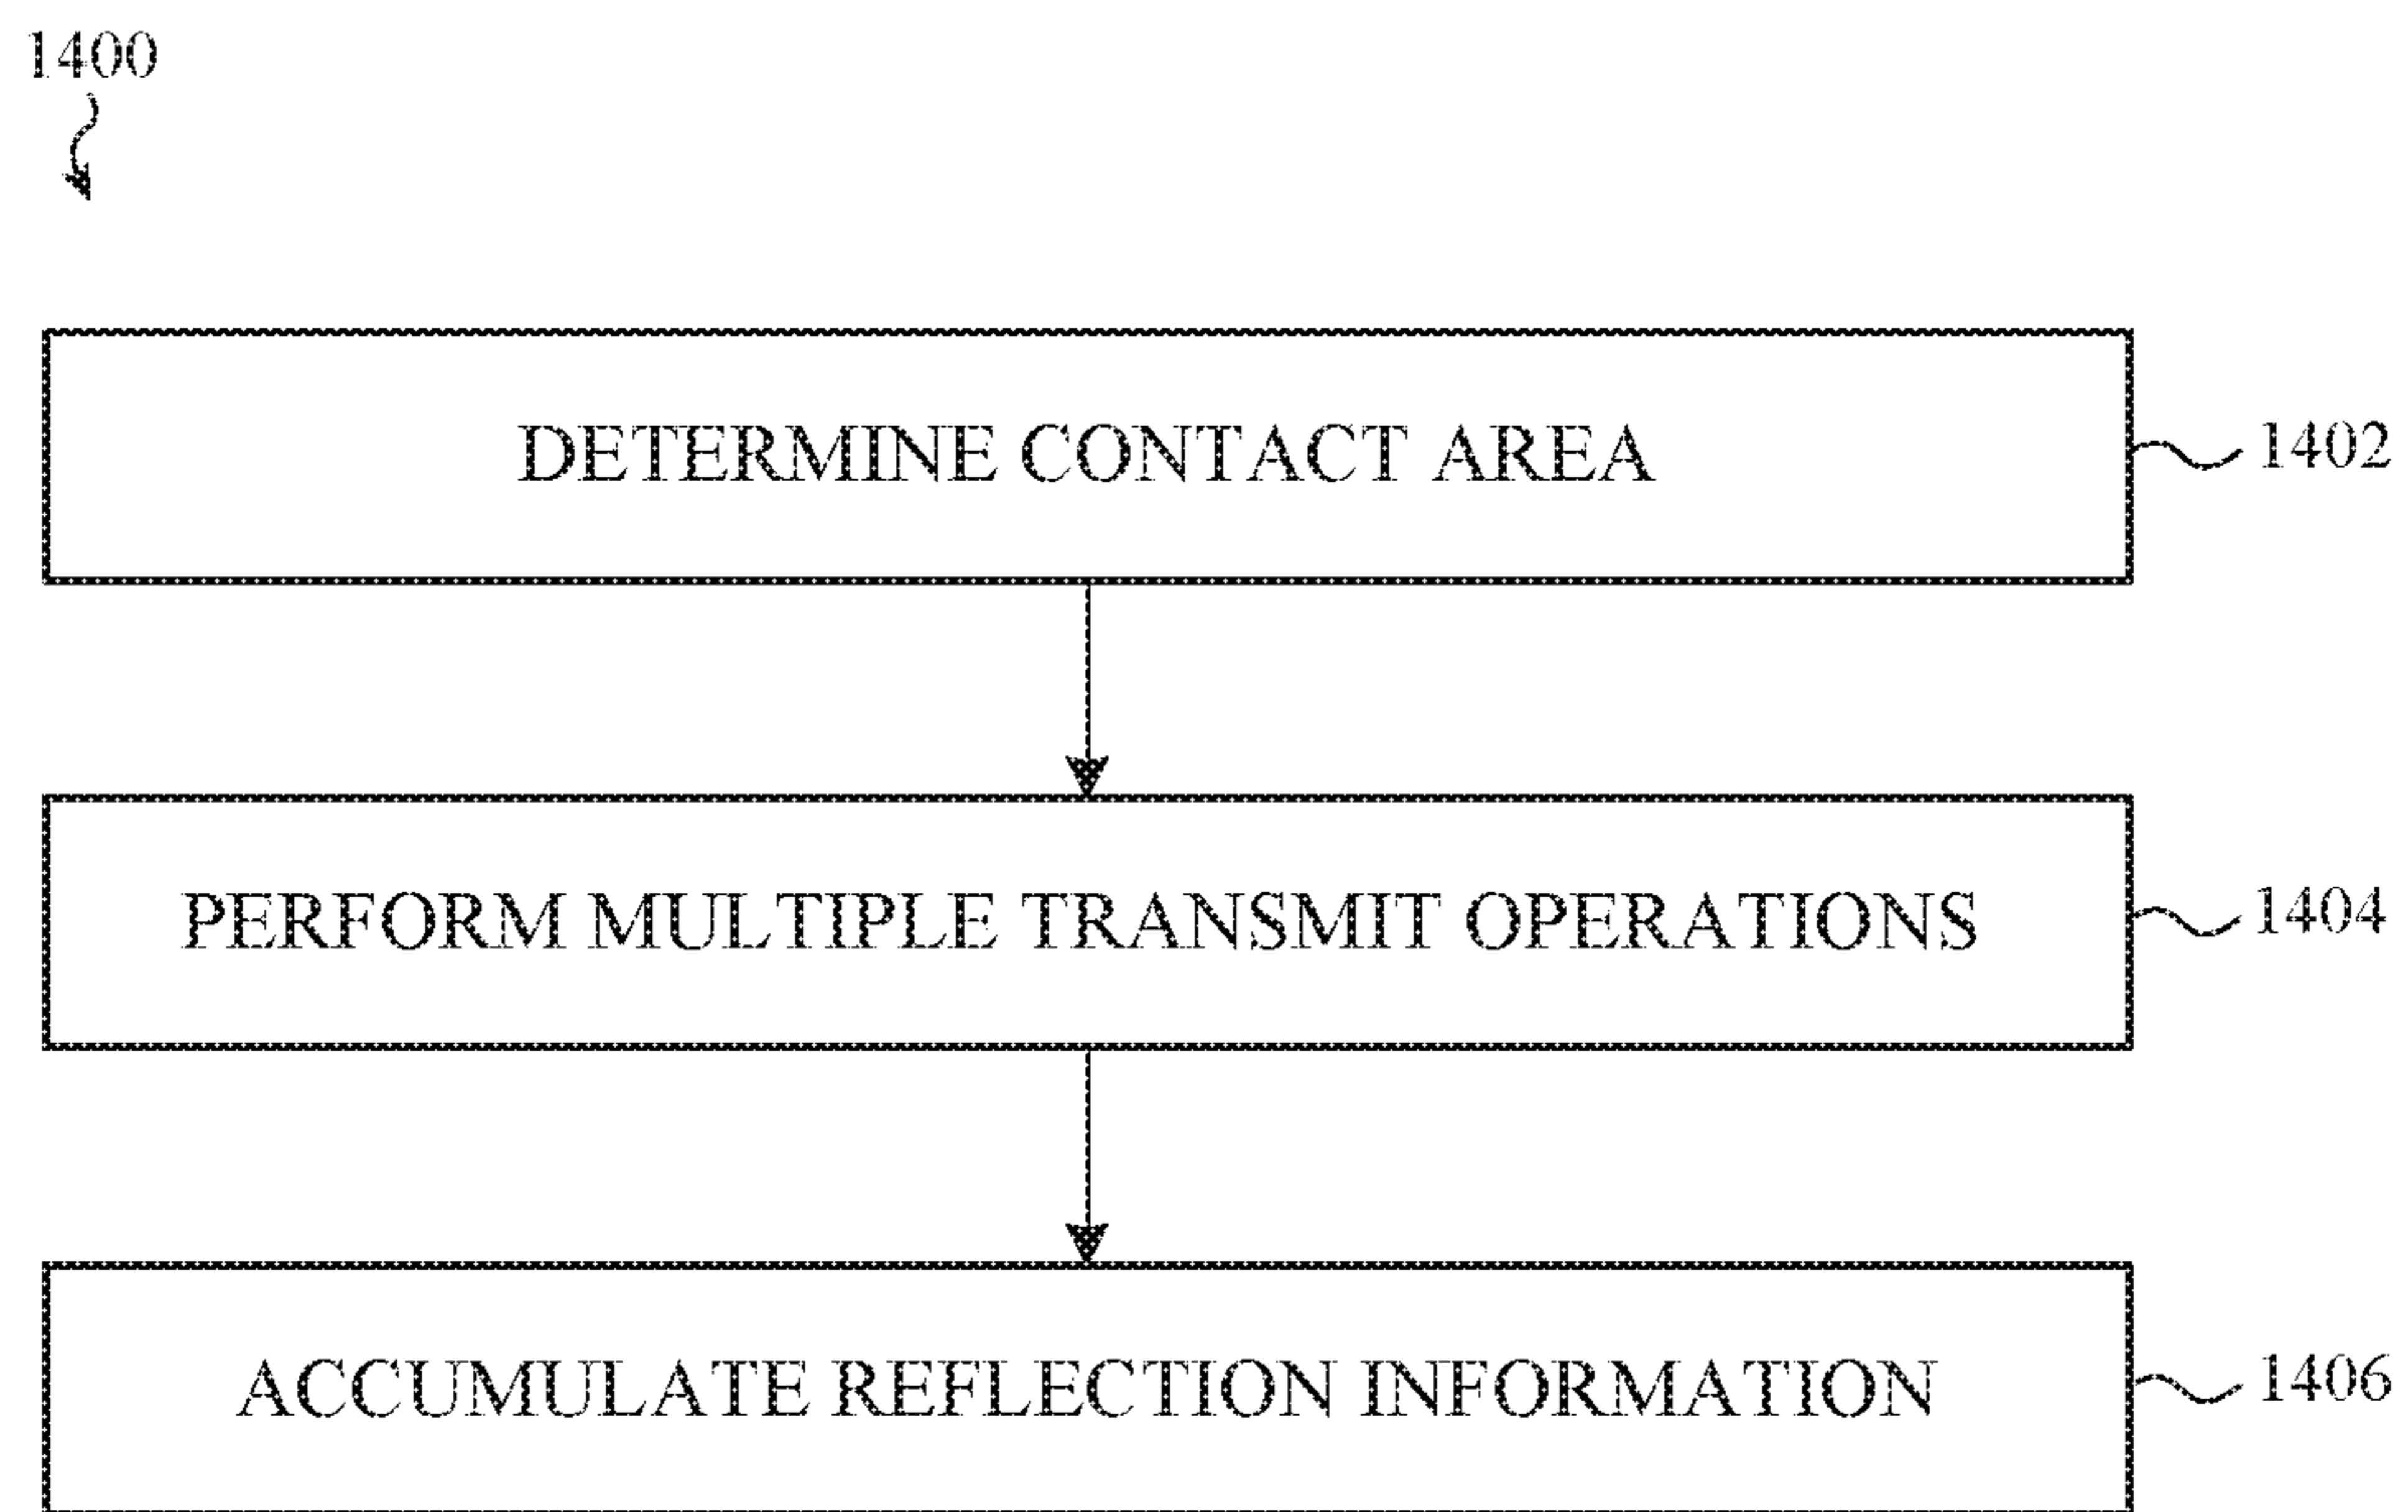 1400
DETERMINE CONTACT AREA
1402
PERFORM MULTIPLE TRANSMIT OPERATIONS
1404
ACCUMULATE REFLECTION INFORMATION
1406